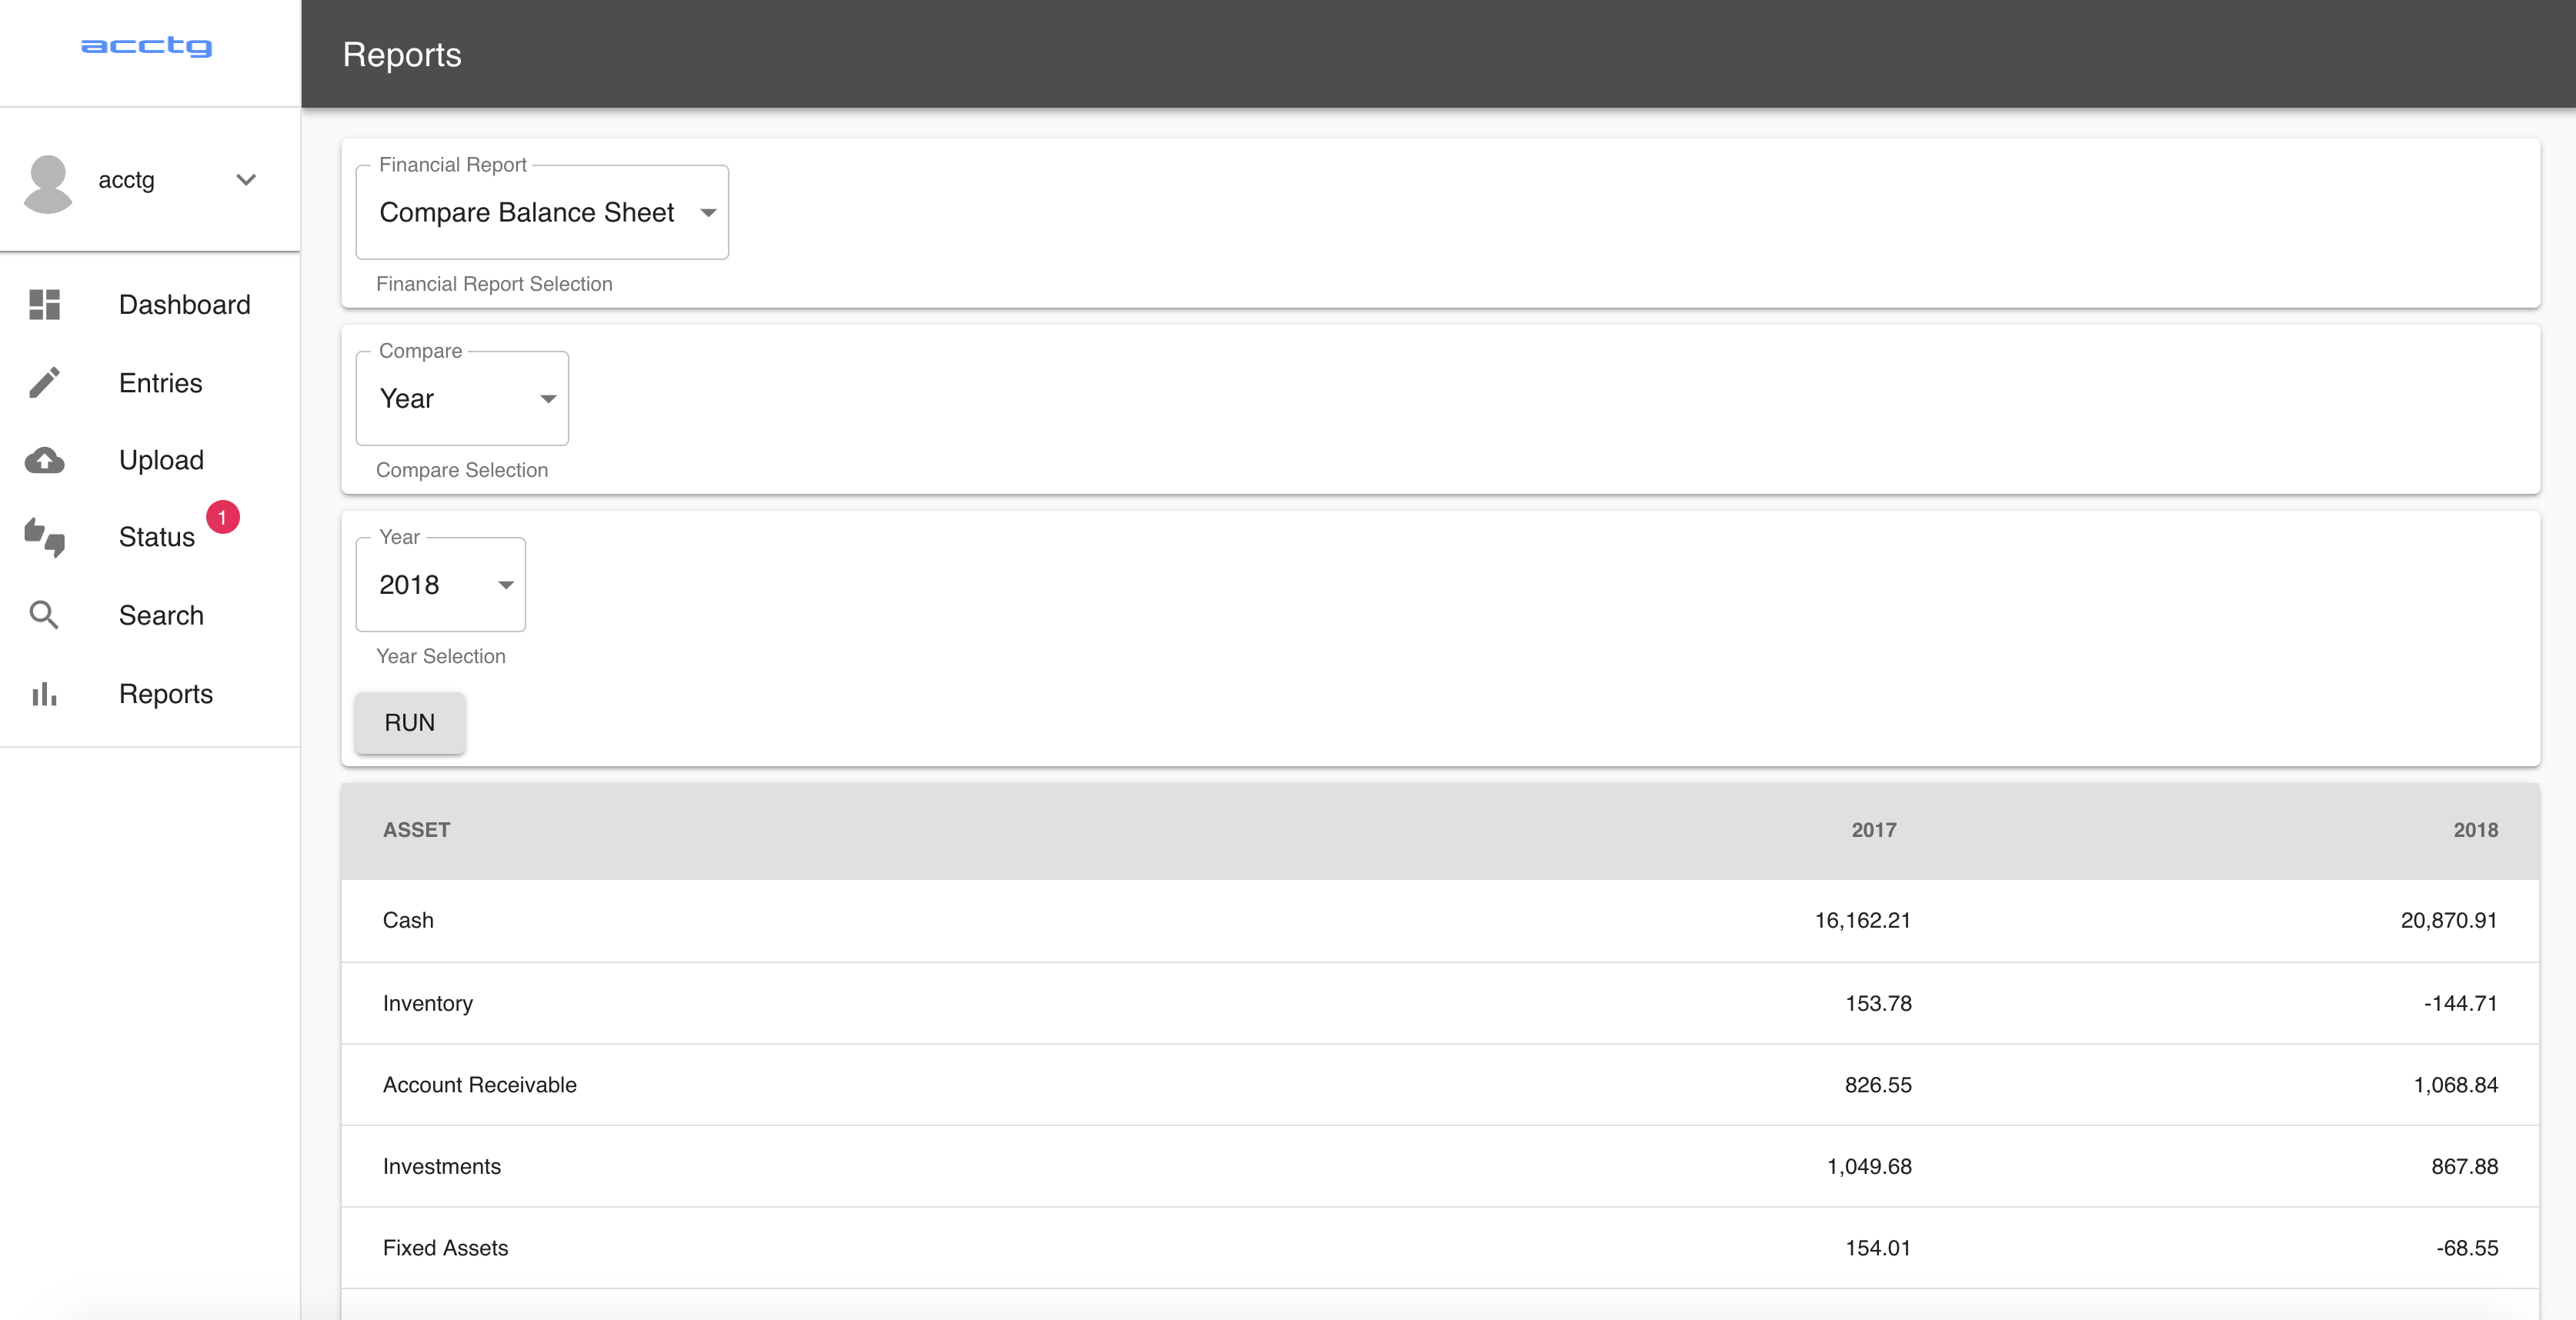 acctg
Reports
acctg
Dashboard
Entries
Upload
Status 1
Search
Reports
Financial Report
Compare Balance Sheet
Financial Report Selection
Compare
Year
Compare Selection
Year
2018
Year Selection
RUN
ASSET 2017 2018
Cash 16,162.21 20,870.91
Inventory 153.78 -144.71
Account Receivable 826.55 1,068.84
Investments 1,049.68 867.88
Fixed Assets 154.01 -68.55